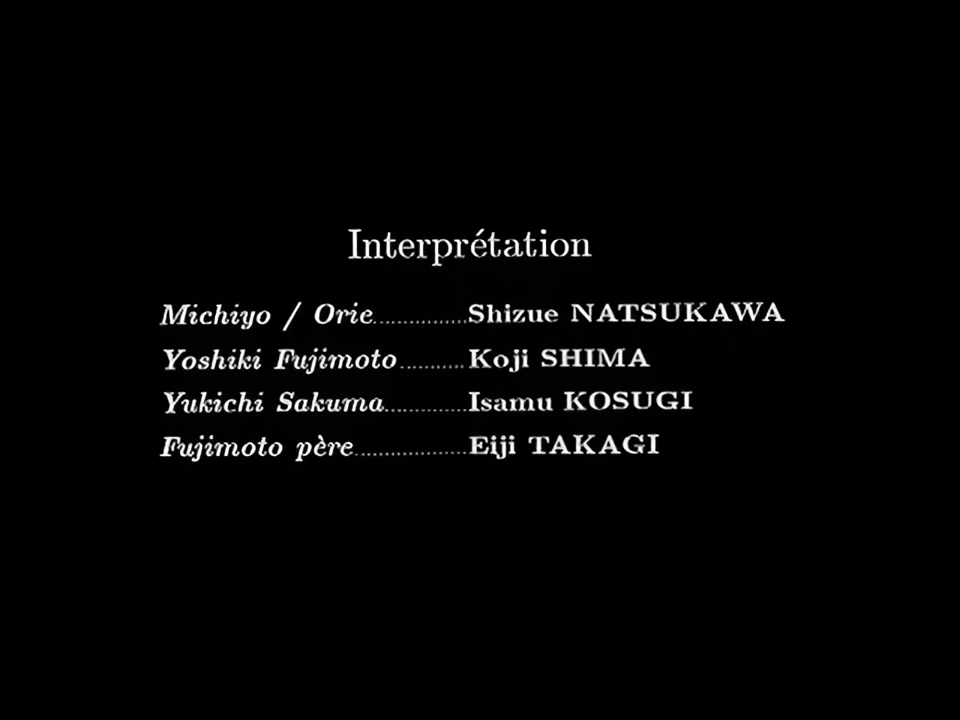 Interprétation
Michiyo / Orie................Shizue NATSUKAWA
Yoshiki Fujimoto...........Koji SHIMA
Yukichi Sakuma..............Isamu KOSUGI
Fujimoto père...................Eiji TAKAGI